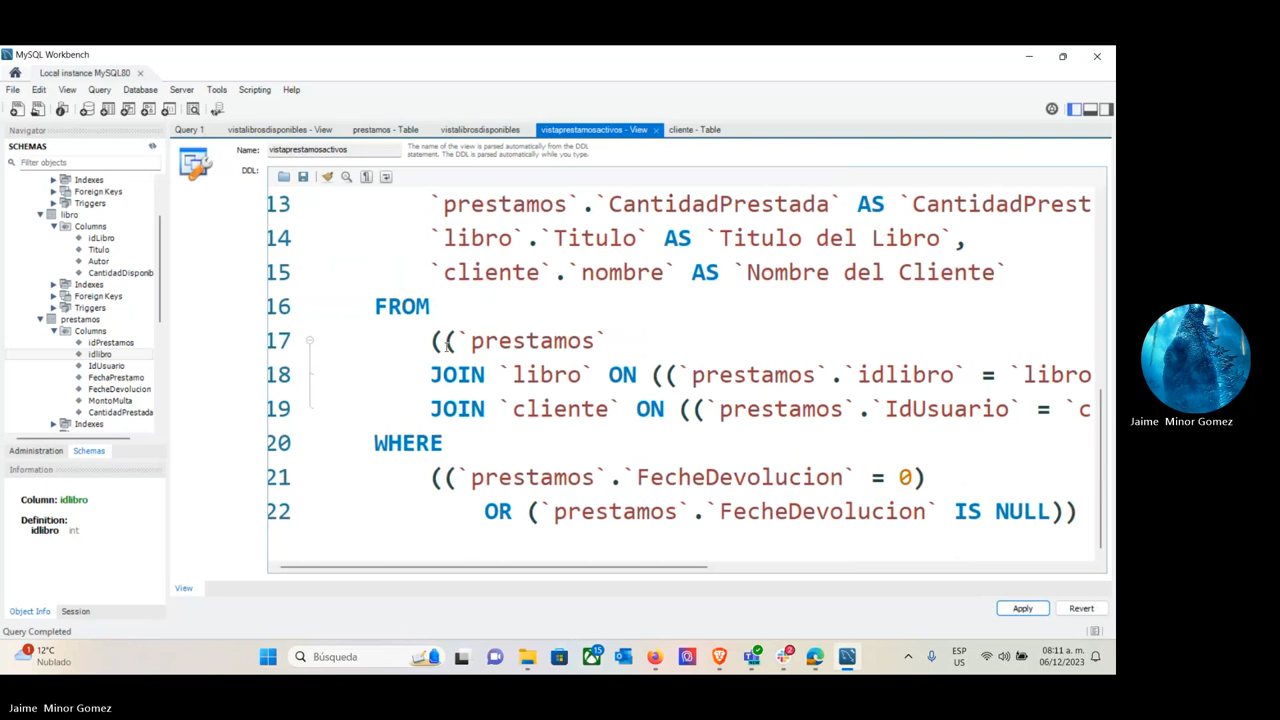 MySQL Workbench
Local instance MySQL80
File Edit View Query Database Server Tools Scripting Help
Navigator
SCHEMAS
Filter objects
Indexes
Foreign Keys
Triggers
libro
Columns
idLibro
Titulo
Autor
CantidadDisponib
Indexes
Foreign Keys
Triggers
prestamos
Columns
idPrestamos
idlibro
IdUsuario
FechaPrestamo
FecheDevolucion
MontoMulta
CantidadPrestada
Indexes
Administration Schemas
Information
Column: idlibro
Definition:
idlibro int
Object Info Session
Query Completed
Query 1 vistalibrosdisponibles - View prestamos - Table vistalibrosdisponibles vistaprestamosactivos - View cliente - Table
Name: vistaprestamosactivos
The name of the view is parsed automatically from the DDL
statement. The DDL is parsed automatically while you type.
DDL:
13 `prestamos`.`CantidadPrestada` AS `CantidadPrest
14 `libro`.`Titulo` AS `Titulo del Libro`,
15 `cliente`.`nombre` AS `Nombre del Cliente`
16 FROM
17 ((`prestamos`
18 JOIN `libro` ON ((`prestamos`.`idlibro` = `libro
19 JOIN `cliente` ON ((`prestamos`.`IdUsuario` = `c
20 WHERE
21 ((`prestamos`.`FecheDevolucion` = 0)
22 OR (`prestamos`.`FecheDevolucion` IS NULL))
View
Apply Revert
1
12°C
Nublado
Búsqueda
15
2
ESP
US
08:11 a. m.
06/12/2023
Jaime Minor Gomez
Jaime Minor Gomez